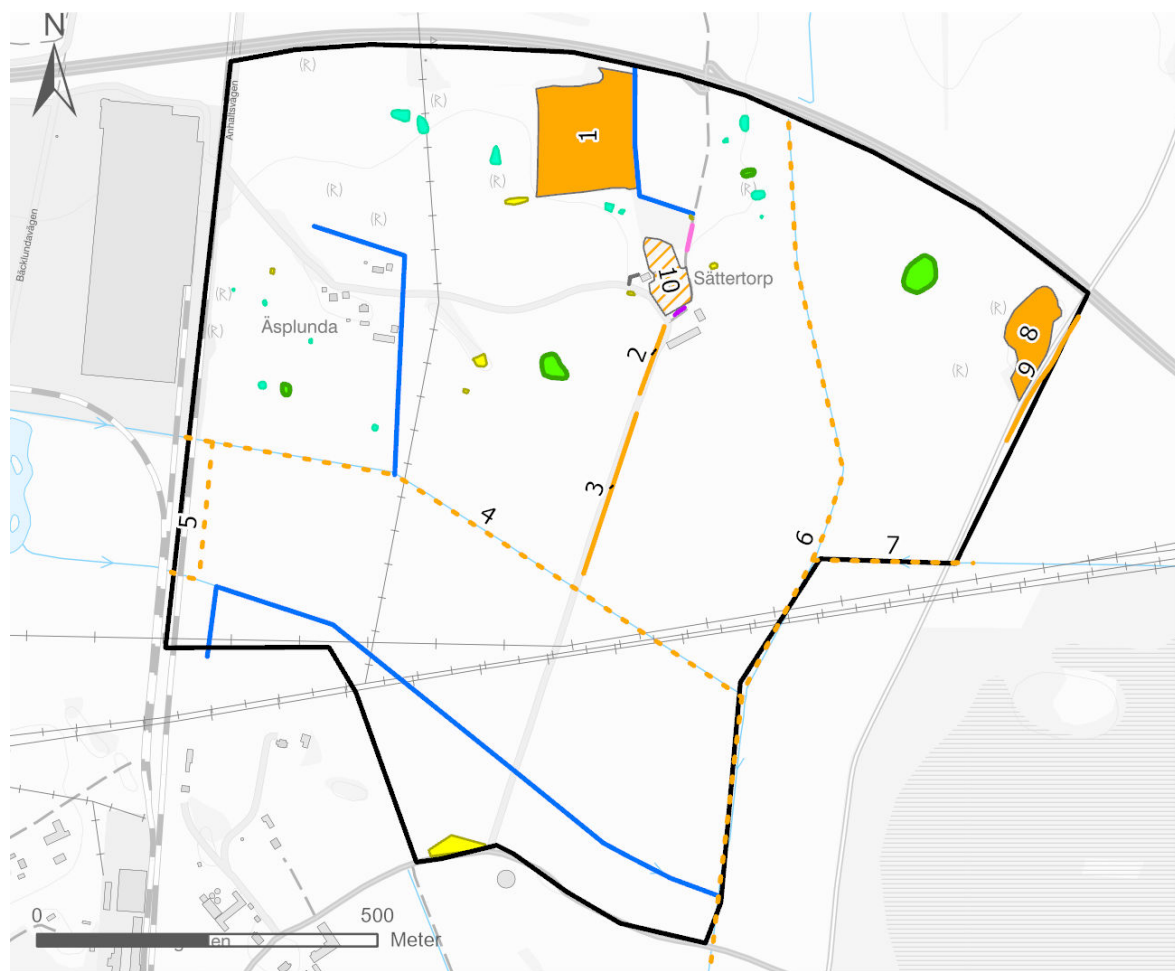 N
(R)
Anhaltsvägen
(R)
1
(R)
(R)
(R)
(R)
Bäcklundavägen
10
Sättertorp
(R)
(R)
8
Äsplunda
(R)
2
9
(R)
3
4
5
6
7
0
500
Meter